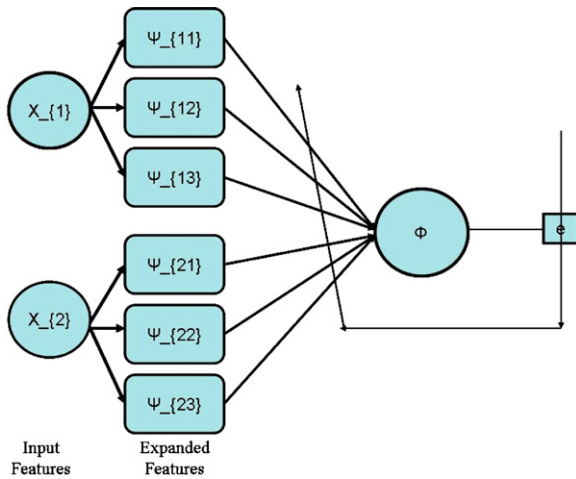 Ψ_{11}
X_{1}
Ψ_{12}
Ψ_{13}
Φ
e
Ψ_{21}
X_{2}
Ψ_{22}
Ψ_{23}
Input
Features
Expanded
Features